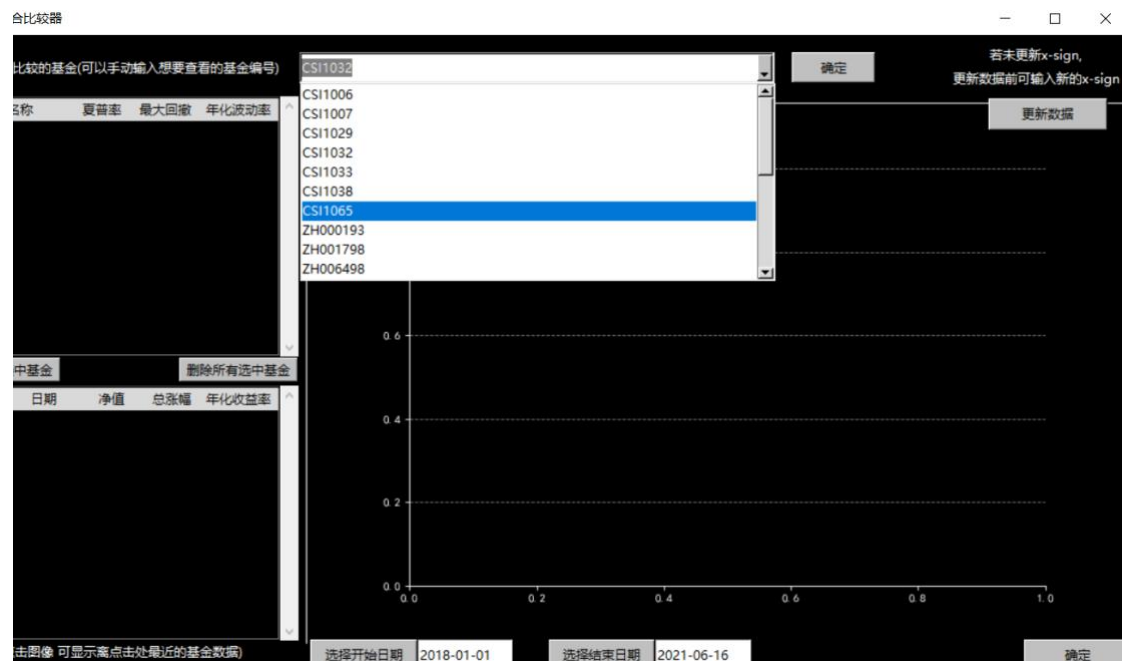 合比较器
比较的基金(可以手动输入想要查看的基金编号)
CSI1032
确定
若未更新x-sign,
更新数据前可输入新的x-sign
更新数据
名称 夏普率 最大回撤 年化波动率
CSI1006
CSI1007
CSI1029
CSI1032
CSI1033
CSI1038
CSI1065
ZH000193
ZH001798
ZH006498
中基金
删除所有选中基金
日期 净值 总涨幅 年化收益率
0.6
0.4
0.2
0.0
0.0 0.2 0.4 0.6 0.8 1.0
击图像 可显示离点击处最近的基金数据)
选择开始日期 2018-01-01
选择结束日期 2021-06-16
确定